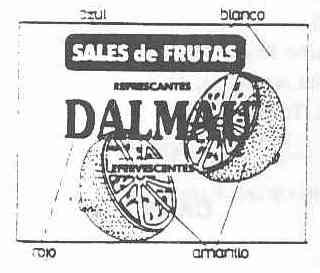 azul blanco
SALES de FRUTAS
REFRESCANTES
DALMAU
EFERVESCENTES
rojo amarillo